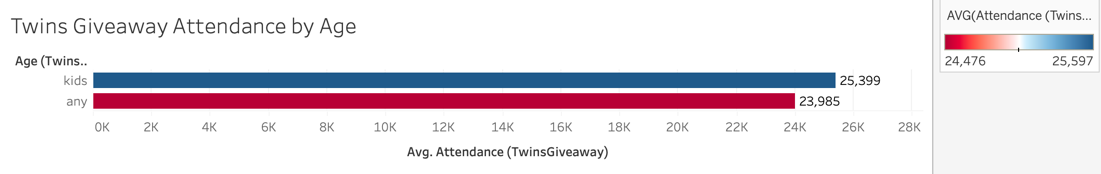 Twins Giveaway Attendance by Age
Age (Twins..
kids 25,399
any 23,985
0K 2K 4K 6K 8K 10K 12K 14K 16K 18K 20K 22K 24K 26K 28K
Avg. Attendance (TwinsGiveaway)
AVG(Attendance (Twins...
24,476 25,597